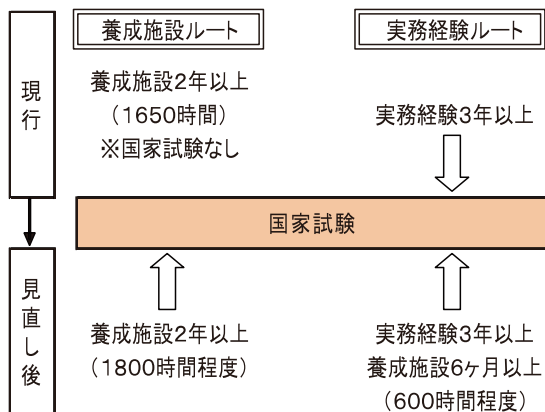 養成施設ルート
実務経験ルート
現行
養成施設2年以上
（1650時間）
※国家試験なし
実務経験3年以上
国家試験
見直し後
養成施設2年以上
（1800時間程度）
実務経験3年以上
養成施設6ヶ月以上
（600時間程度）